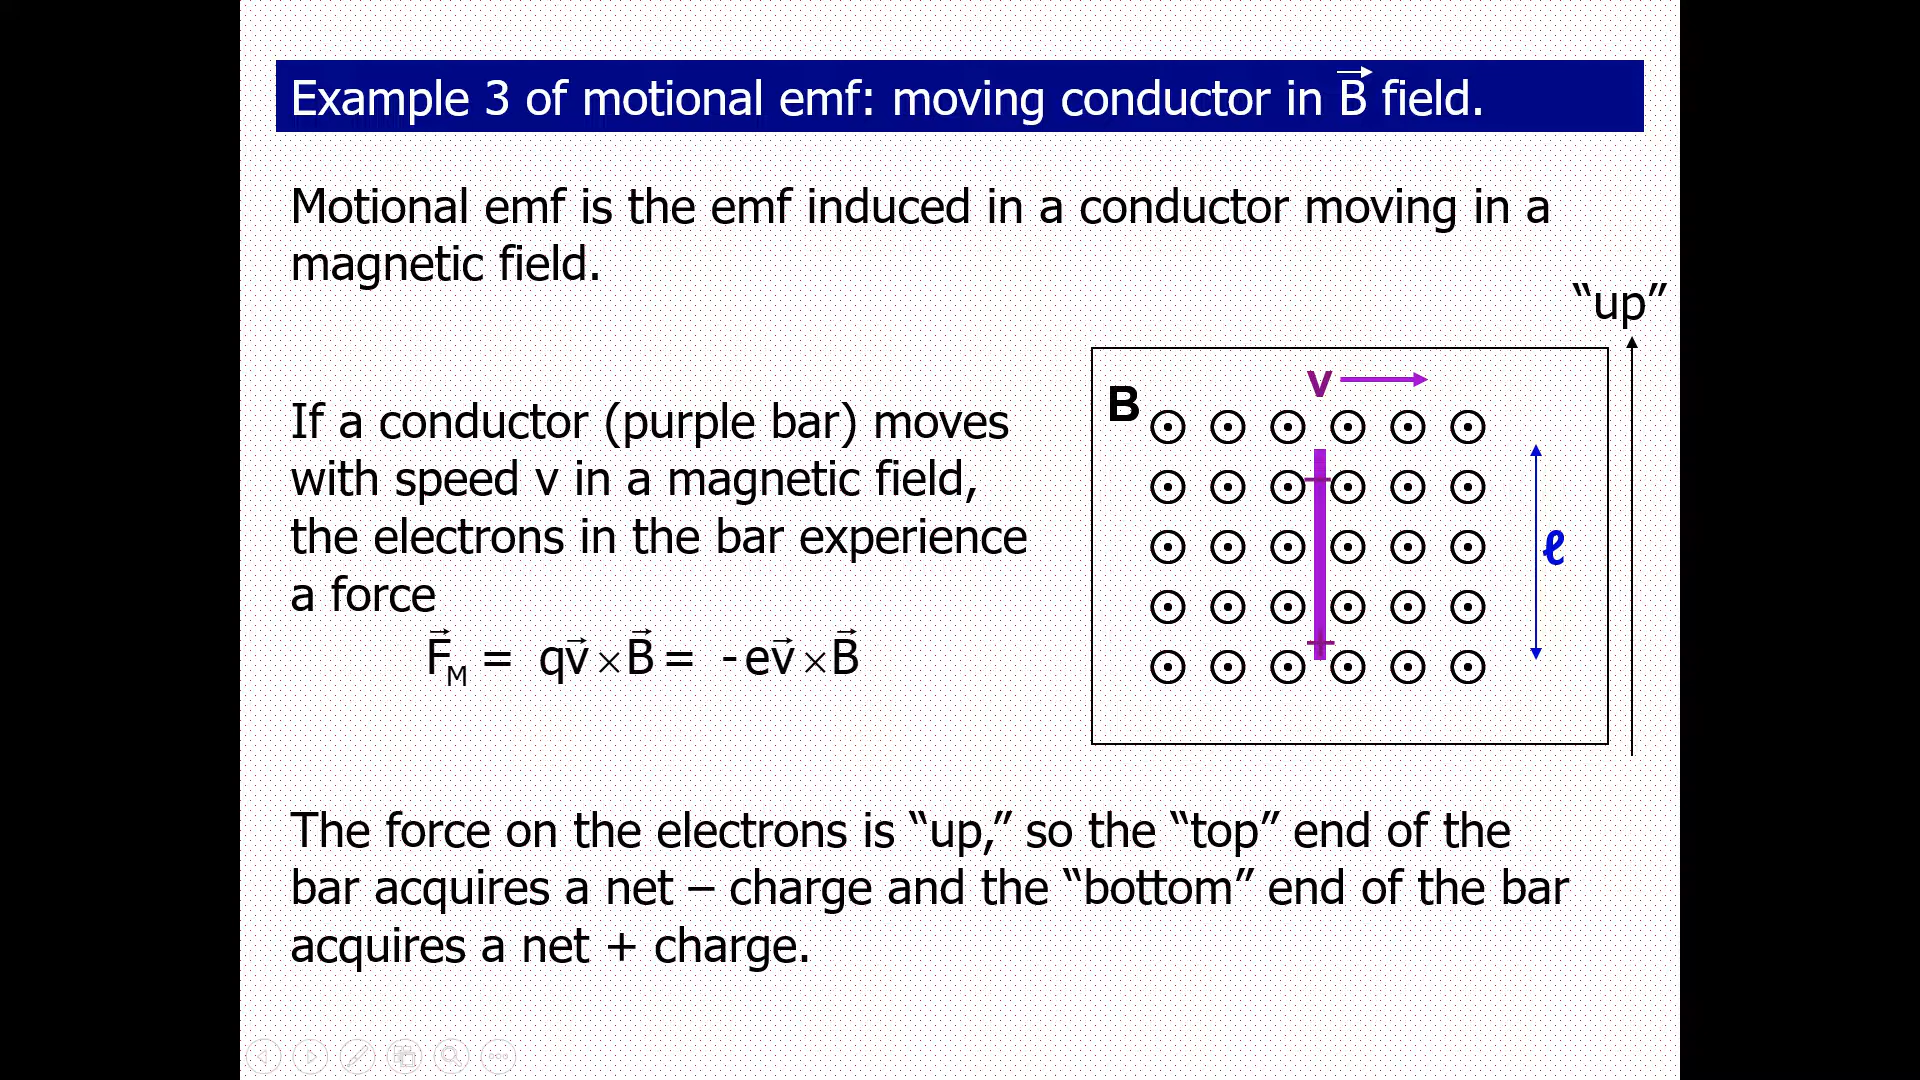 Example 3 of motional emf: moving conductor in B⃗ field.
Motional emf is the emf induced in a conductor moving in a
magnetic field.
“up”
If a conductor (purple bar) moves
with speed v in a magnetic field,
the electrons in the bar experience
a force
F⃗_M = qv⃗ × B⃗ = - ev⃗ × B⃗
v
B
–
+
ℓ
The force on the electrons is “up,” so the “top” end of the
bar acquires a net – charge and the “bottom” end of the bar
acquires a net + charge.